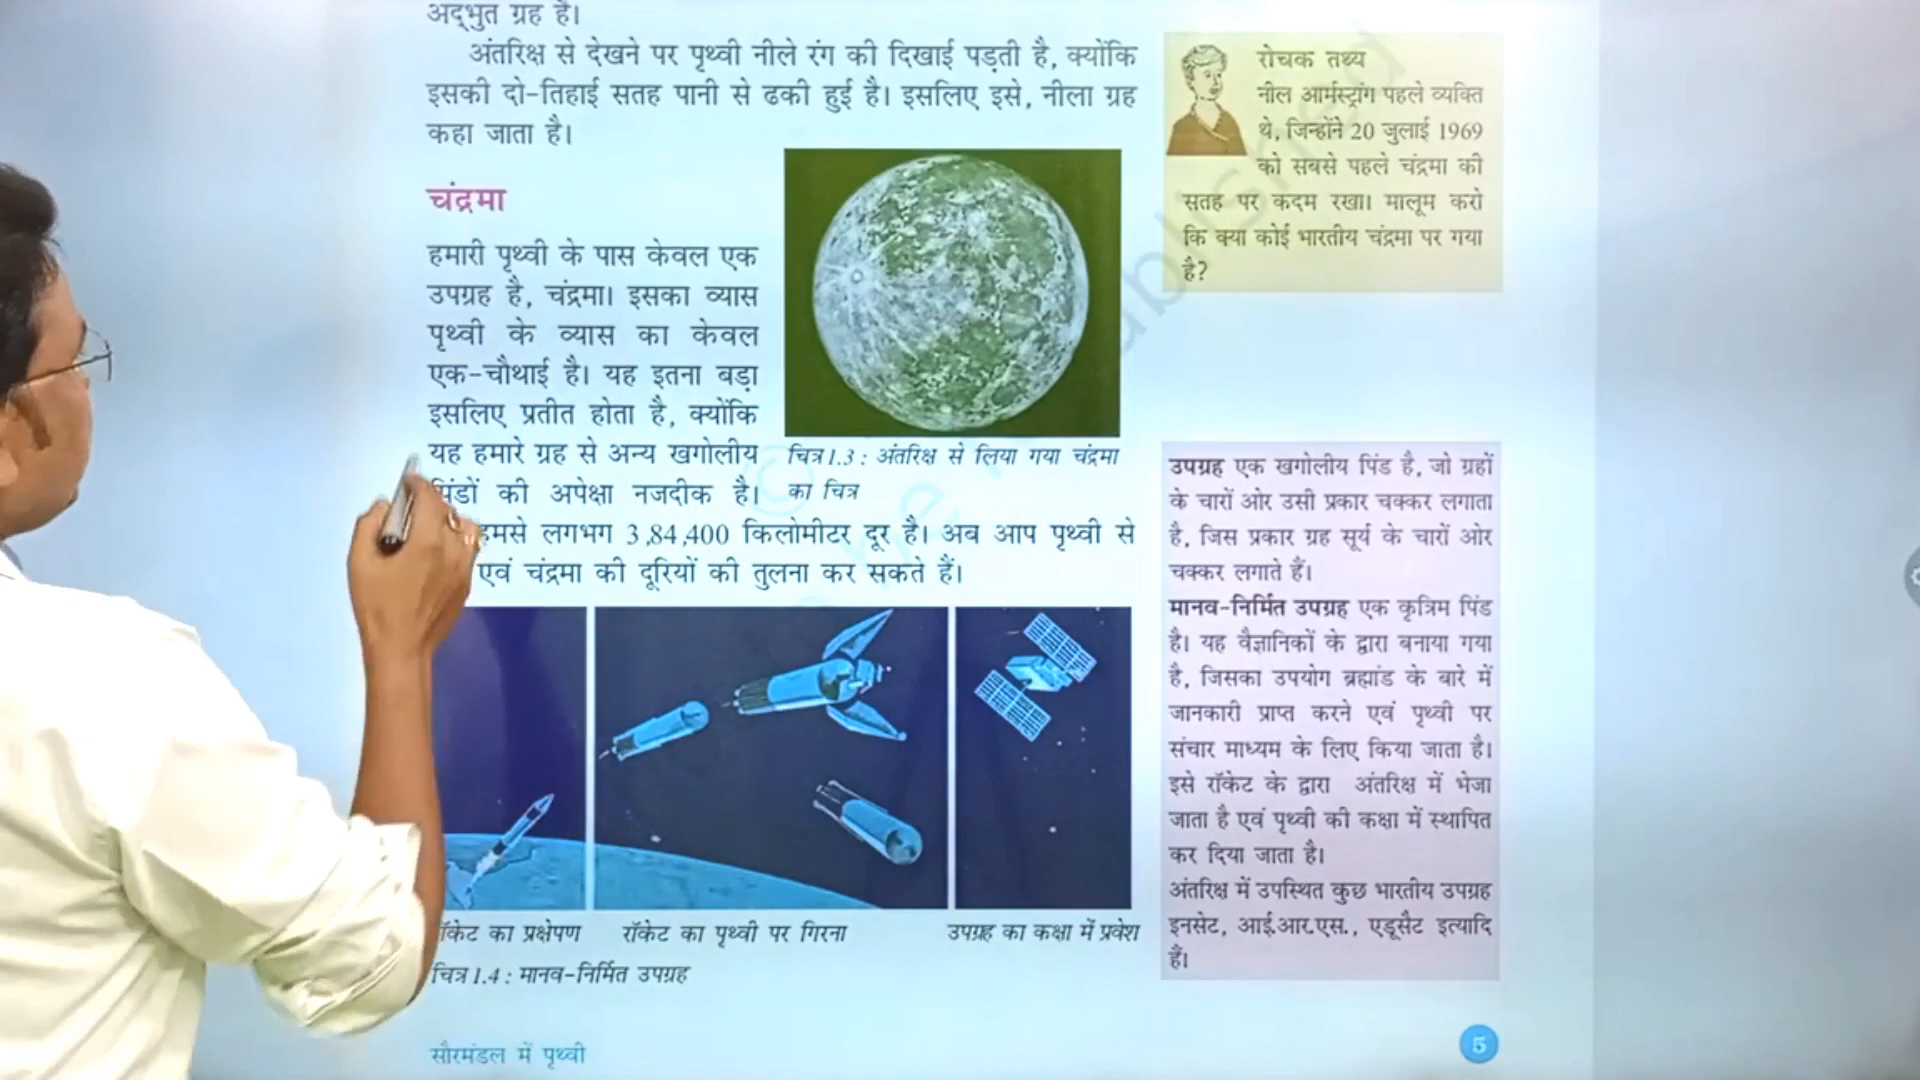 अद्भुत ग्रह है।
अंतरिक्ष से देखने पर पृथ्वी नीले रंग की दिखाई पड़ती है, क्योंकि
इसकी दो-तिहाई सतह पानी से ढकी हुई है। इसलिए इसे, नीला ग्रह
कहा जाता है।
चंद्रमा
हमारी पृथ्वी के पास केवल एक
उपग्रह है, चंद्रमा। इसका व्यास
पृथ्वी के व्यास का केवल
एक-चौथाई है। यह इतना बड़ा
इसलिए प्रतीत होता है, क्योंकि
यह हमारे ग्रह से अन्य खगोलीय
पिंडों की अपेक्षा नजदीक है।
हमसे लगभग 3,84,400 किलोमीटर दूर है। अब आप पृथ्वी से
एवं चंद्रमा की दूरियों की तुलना कर सकते हैं।
चित्र 1.3 : अंतरिक्ष से लिया गया चंद्रमा
का चित्र
रॉकेट का प्रक्षेपण
रॉकेट का पृथ्वी पर गिरना
उपग्रह का कक्षा में प्रवेश
चित्र 1.4 : मानव-निर्मित उपग्रह
सौरमंडल में पृथ्वी
रोचक तथ्य
नील आर्मस्ट्रांग पहले व्यक्ति
थे, जिन्होंने 20 जुलाई 1969
को सबसे पहले चंद्रमा की
सतह पर कदम रखा। मालूम करो
कि क्या कोई भारतीय चंद्रमा पर गया
है?
उपग्रह एक खगोलीय पिंड है, जो ग्रहों
के चारों ओर उसी प्रकार चक्कर लगाता
है, जिस प्रकार ग्रह सूर्य के चारों ओर
चक्कर लगाते हैं।
मानव-निर्मित उपग्रह एक कृत्रिम पिंड
है। यह वैज्ञानिकों के द्वारा बनाया गया
है, जिसका उपयोग ब्रह्मांड के बारे में
जानकारी प्राप्त करने एवं पृथ्वी पर
संचार माध्यम के लिए किया जाता है।
इसे रॉकेट के द्वारा अंतरिक्ष में भेजा
जाता है एवं पृथ्वी की कक्षा में स्थापित
कर दिया जाता है।
अंतरिक्ष में उपस्थित कुछ भारतीय उपग्रह
इनसेट, आई.आर.एस., एडूसैट इत्यादि
हैं।
5